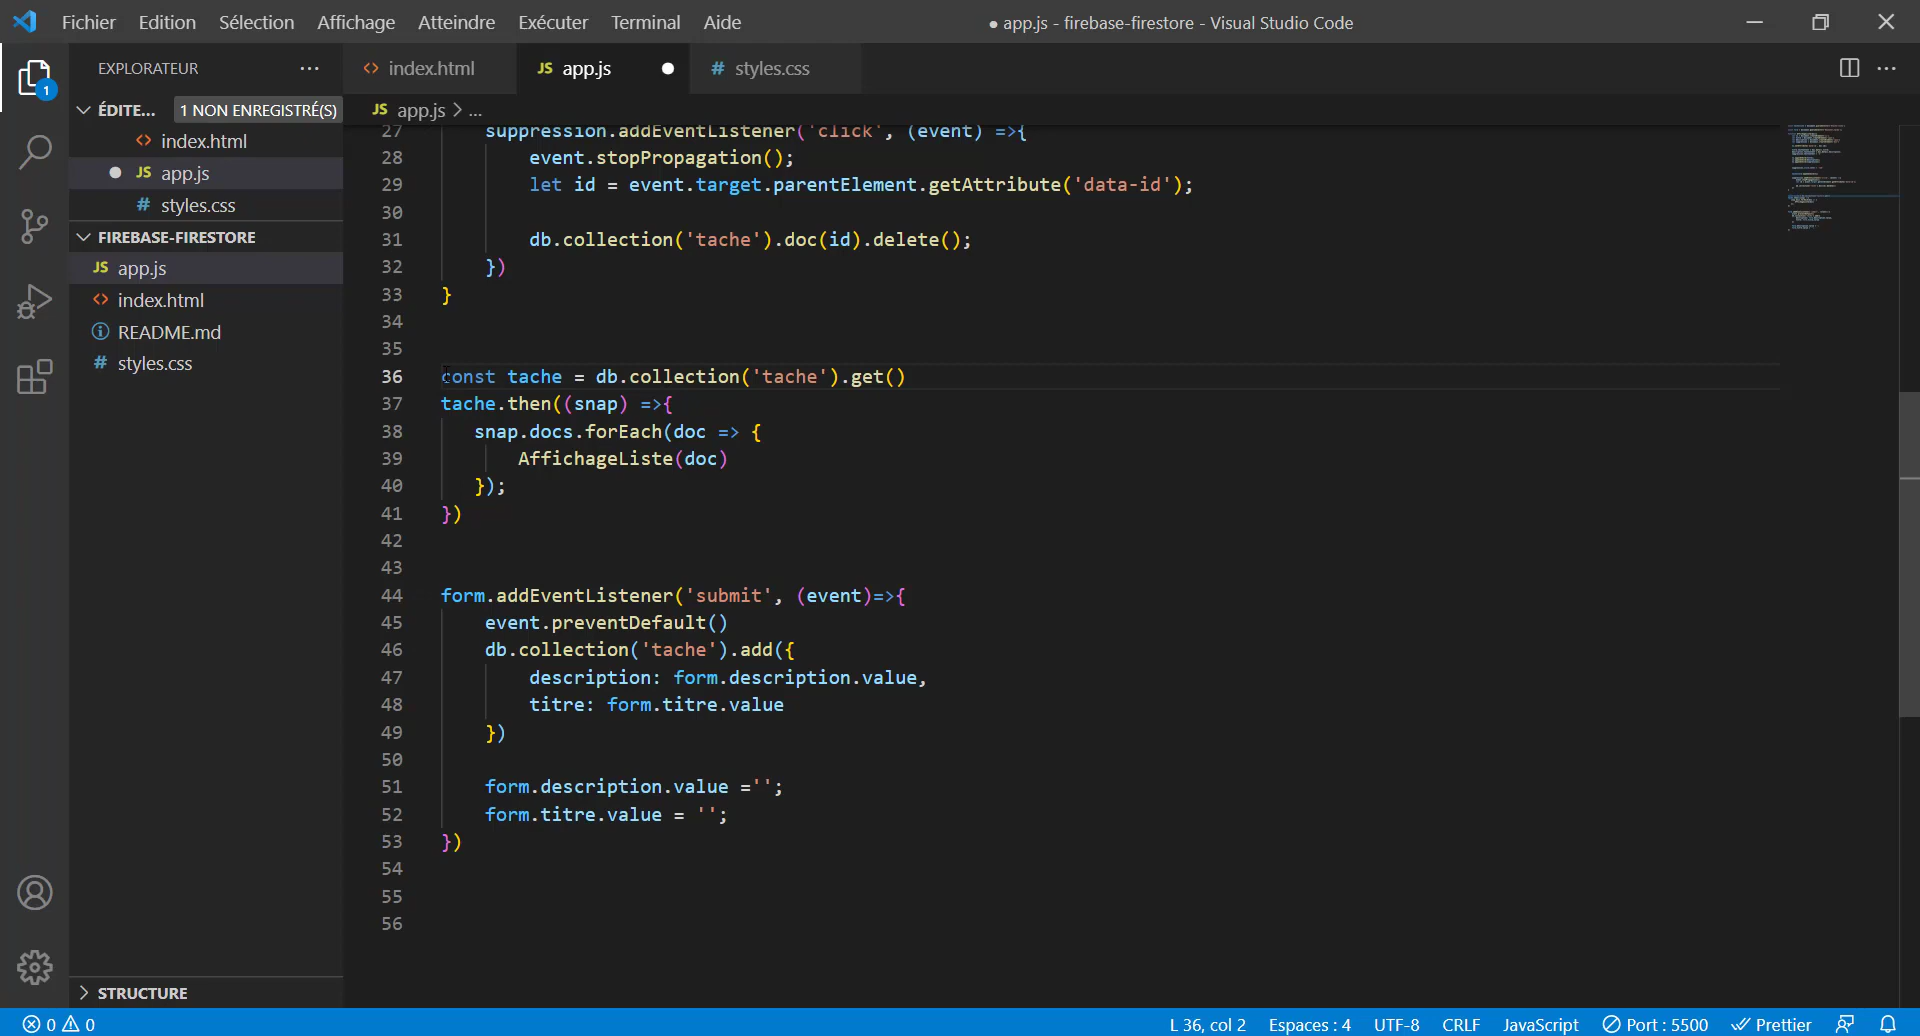 Fichier Edition Sélection Affichage Atteindre Exécuter Terminal Aide
● app.js - firebase-firestore - Visual Studio Code
EXPLORATEUR ···
ÉDITE... 1 NON ENREGISTRÉ(S)
<> index.html
JS app.js
# styles.css
FIREBASE-FIRESTORE
JS app.js
<> index.html
README.md
# styles.css
STRUCTURE
1
<> index.html JS app.js ● # styles.css
JS app.js > ...
27 suppression.addEventListener('click', (event) =>{
28 event.stopPropagation();
29 let id = event.target.parentElement.getAttribute('data-id');
30
31 db.collection('tache').doc(id).delete();
32 })
33 }
34
35
36 const tache = db.collection('tache').get()
37 tache.then((snap) =>{
38 snap.docs.forEach(doc => {
39 AffichageListe(doc)
40 });
41 })
42
43
44 form.addEventListener('submit', (event)=>{
45 event.preventDefault()
46 db.collection('tache').add({
47 description: form.description.value,
48 titre: form.titre.value
49 })
50
51 form.description.value ='';
52 form.titre.value = '';
53 })
54
55
56
0 0 L 36, col 2 Espaces : 4 UTF-8 CRLF JavaScript Port : 5500 Prettier